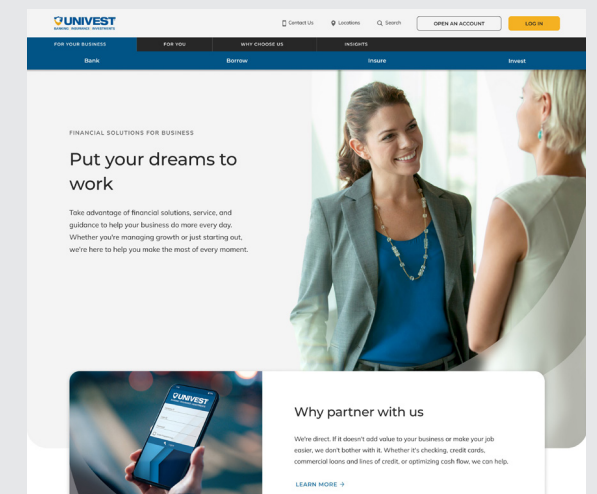 UNIVEST
BANKING INSURANCE INVESTMENTS
Contact Us
Locations
Search
OPEN AN ACCOUNT
LOG IN
FOR YOUR BUSINESS
FOR YOU
WHY CHOOSE US
INSIGHTS
Bank
Borrow
Insure
Invest
FINANCIAL SOLUTIONS FOR BUSINESS
Put your dreams to
work
Take advantage of financial solutions, service, and
guidance to help your business do more every day.
Whether you're managing growth or just starting out,
we're here to help you make the most of every moment.
UNIVEST
Why partner with us
We're direct. If it doesn't add value to your business or make your job
easier, we don't bother with it. Whether it's checking, credit cards,
commercial loans and lines of credit, or optimizing cash flow, we can help.
LEARN MORE →